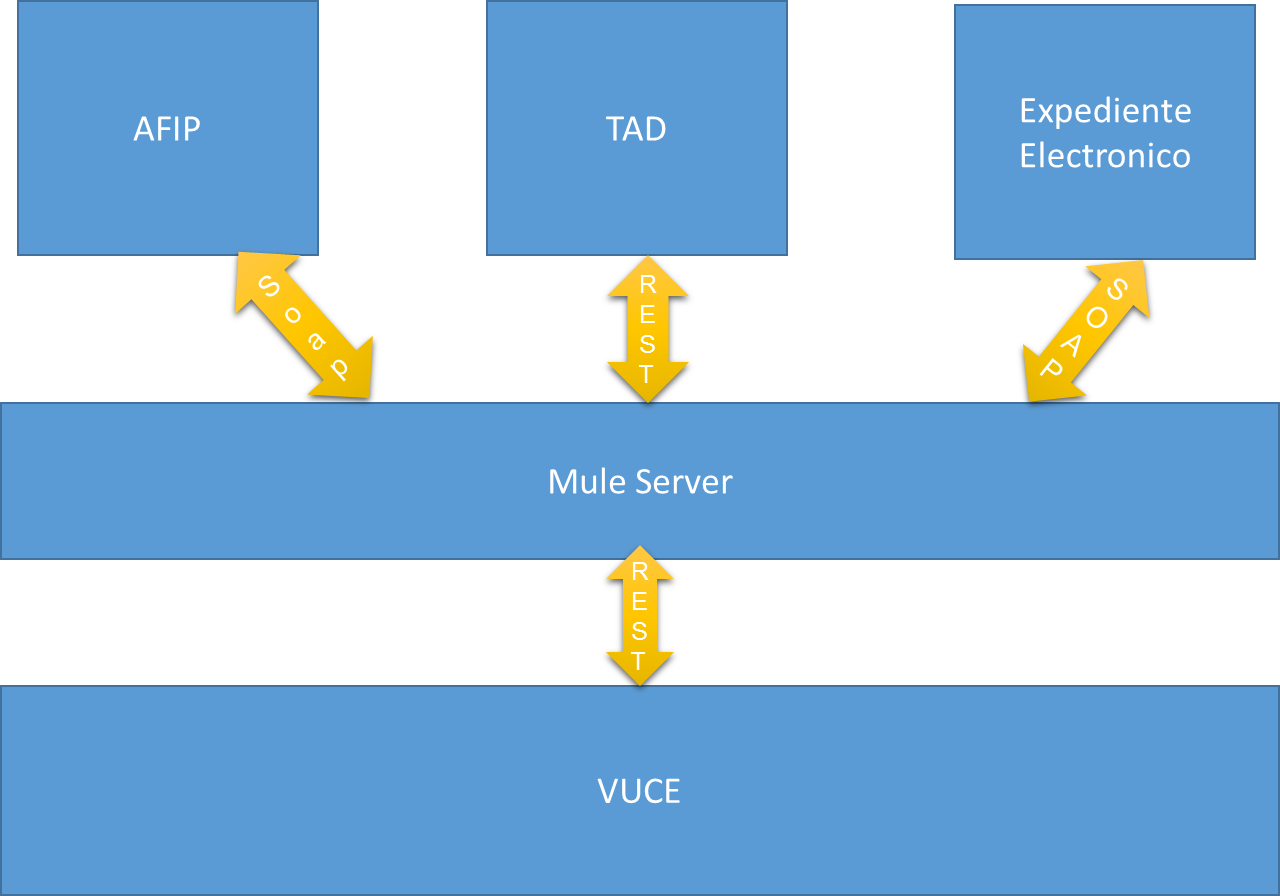 AFIP
TAD
Expediente
Electronico
Soap
REST
SOAP
Mule Server
REST
VUCE